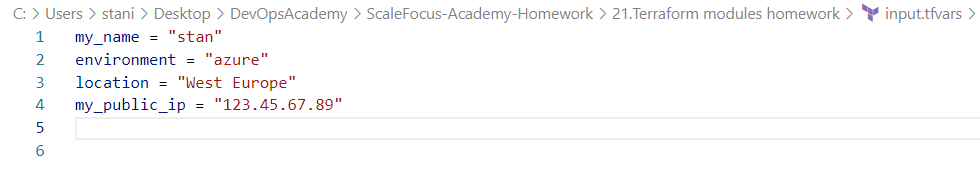 C: > Users > stani > Desktop > DevOpsAcademy > ScaleFocus-Academy-Homework > 21.Terraform modules homework > input.tfvars >
1 my_name = "stan"
2 environment = "azure"
3 location = "West Europe"
4 my_public_ip = "123.45.67.89"
5
6